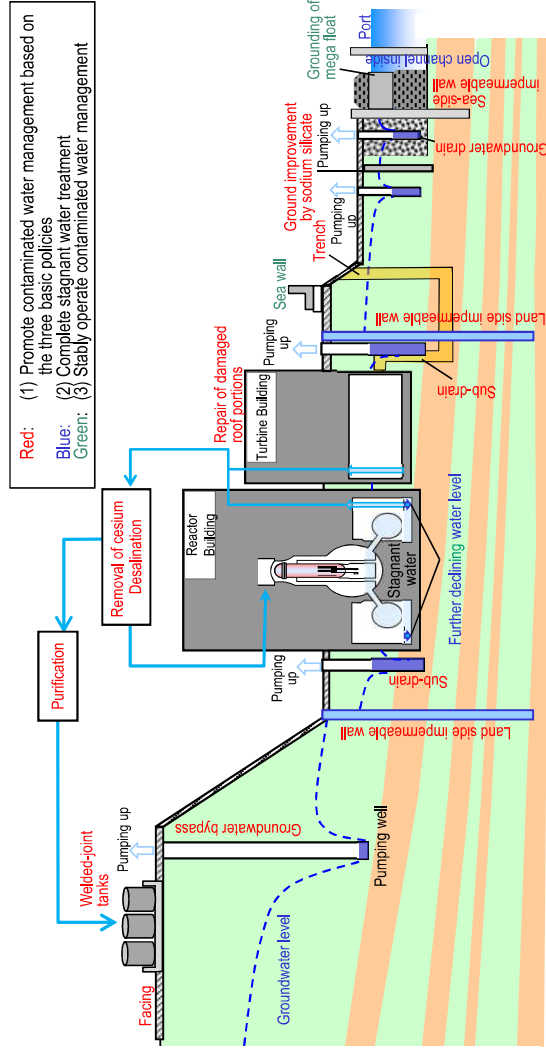 Red: (1) Promote contaminated water management based on
the three basic policies
Blue: (2) Complete stagnant water treatment
Green: (3) Stably operate contaminated water management
Purification
Removal of cesium
Desalination
Welded-joint
tanks
Pumping up
Facing
Groundwater level
Groundwater bypass
Pumping well
Land side impermeable
wall
Pumping
up
Sub-drain
Reactor
Building
Stagnant
water
Further declining water level
Repair of damaged
roof portions
Turbine Building
Pumping
up
Sub-drain
Land side impermeable wall
Sea wall
Trench
Ground improvement
by sodium silicate
Pumping
up
Pumping up
Groundwater drain
Sea-side
impermeable wall
Grounding of
mega float
Open channel inside
Port